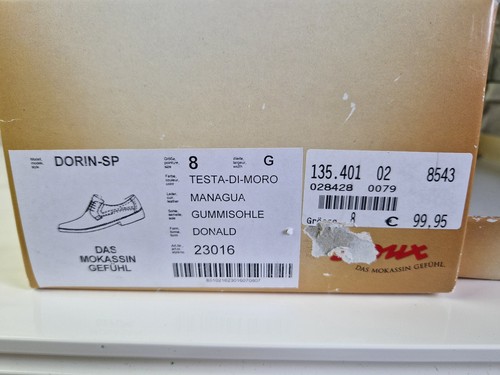 DORIN-SP
8
G
TESTA-DI-MORO
MANAGUA
GUMMISOHLE
DONALD
23016
DAS
MOKASSIN
GEFÜHL
135.401 02 8543
028428 0079
Grösse 8 € 99.95
DAS MOKASSIN GEFÜHL